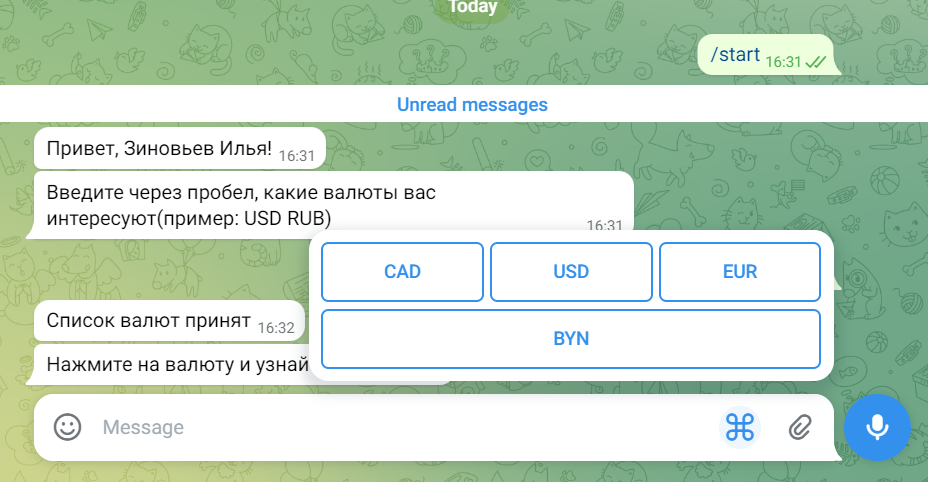 Today
/start 16:31
Unread messages
Привет, Зиновьев Илья! 16:31
Введите через пробел, какие валюты вас
интересуют(пример: USD RUB)
16:31
CAD USD EUR
Список валют принят 16:32
BYN
Нажмите на валюту и узнай
Message